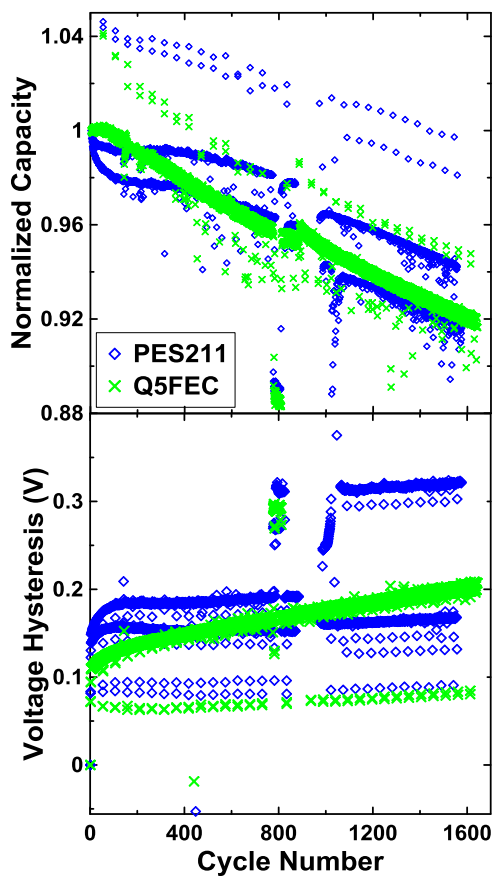 1.04
1
0.96
0.92
0.88
Normalized Capacity
PES211
Q5FEC
0.3
0.2
0.1
0
Voltage Hysteresis (V)
0 400 800 1200 1600
Cycle Number